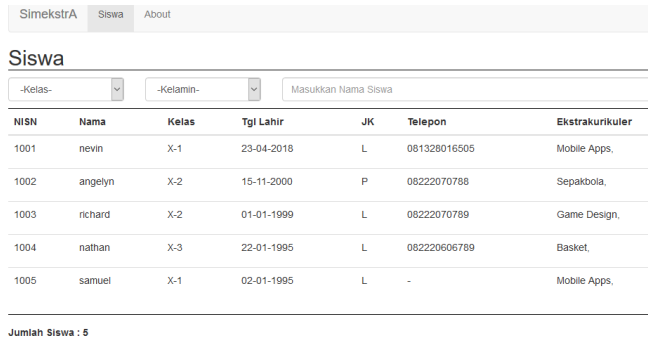 SimekstrA Siswa About
Siswa
-Kelas- -Kelamin- Masukkan Nama Siswa
NISN Nama Kelas Tgl Lahir JK Telepon Ekstrakurikuler
1001 nevin X-1 23-04-2018 L 081328016505 Mobile Apps,
1002 angelyn X-2 15-11-2000 P 08222070788 Sepakbola,
1003 richard X-2 01-01-1999 L 08222070789 Game Design,
1004 nathan X-3 22-01-1995 L 082220606789 Basket,
1005 samuel X-1 02-01-1995 L - Mobile Apps,
Jumlah Siswa : 5